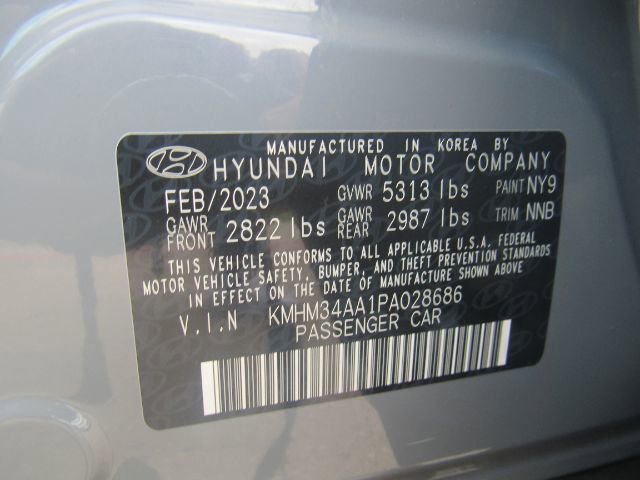 MANUFACTURED IN KOREA BY
HYUNDAI MOTOR COMPANY
FEB/2023 GVWR 5313 lbs PAINT NY9
GAWR FRONT 2822 lbs GAWR REAR 2987 lbs TRIM NNB
THIS VEHICLE CONFORMS TO ALL APPLICABLE U.S.A. FEDERAL
MOTOR VEHICLE SAFETY, BUMPER, AND THEFT PREVENTION STANDARDS
IN EFFECT ON THE DATE OF MANUFACTURE SHOWN ABOVE
V.I.N KMHM34AA1PA028686
PASSENGER CAR